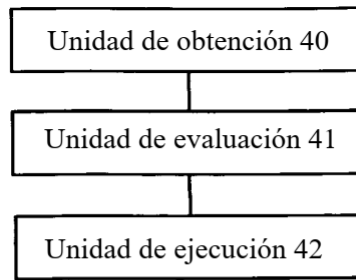 Unidad de obtención 40
Unidad de evaluación 41
Unidad de ejecución 42